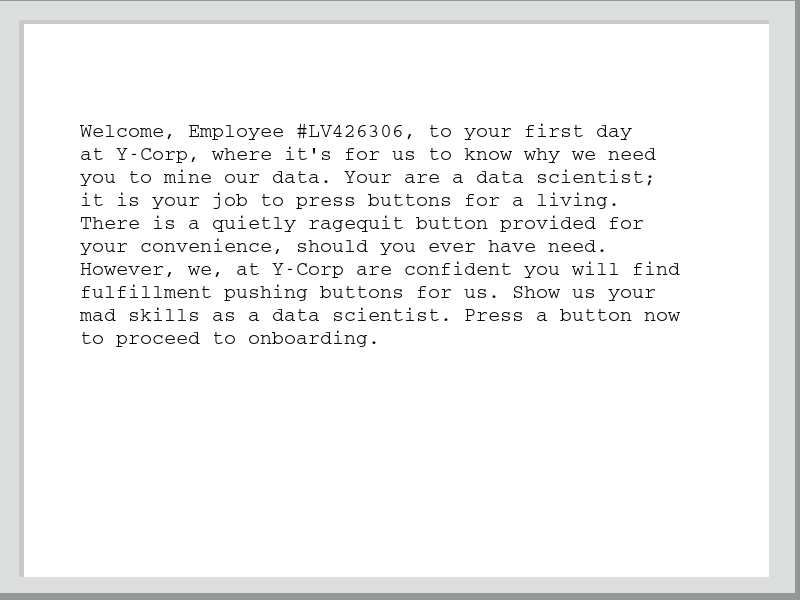 Welcome, Employee #LV426306, to your first day
at Y-Corp, where it's for us to know why we need
you to mine our data. Your are a data scientist;
it is your job to press buttons for a living.
There is a quietly ragequit button provided for
your convenience, should you ever have need.
However, we, at Y-Corp are confident you will find
fulfillment pushing buttons for us. Show us your
mad skills as a data scientist. Press a button now
to proceed to onboarding.